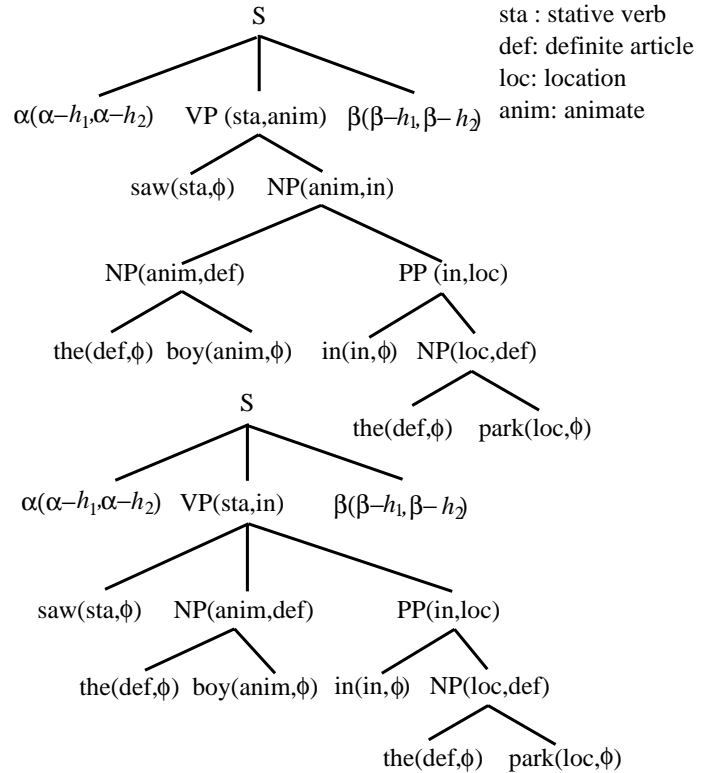 S
sta : stative verb
def: definite article
loc: location
anim: animate
α(α−h₁,α−h₂) VP (sta,anim) β(β−h₁,β−h₂)
saw(sta,ϕ) NP(anim,in)
NP(anim,def) PP (in,loc)
the(def,ϕ) boy(anim,ϕ) in(in,ϕ) NP(loc,def)
the(def,ϕ) park(loc,ϕ)
S
α(α−h₁,α−h₂) VP(sta,in) β(β−h₁,β−h₂)
saw(sta,ϕ) NP(anim,def) PP(in,loc)
the(def,ϕ) boy(anim,ϕ) in(in,ϕ) NP(loc,def)
the(def,ϕ) park(loc,ϕ)